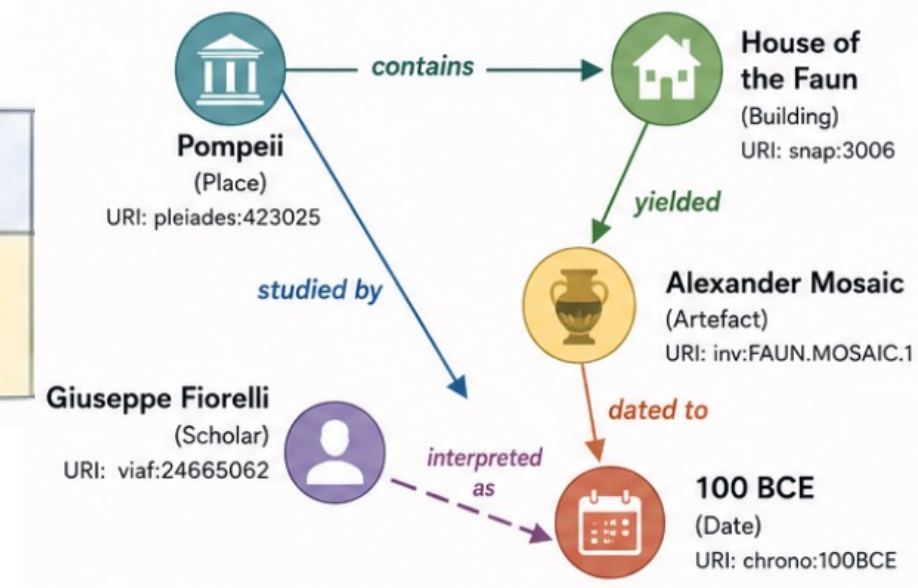 contains
Pompeii
(Place)
URI: pleiades:423025
House of
the Faun
(Building)
URI: snap:3006
yielded
studied by
Alexander Mosaic
(Artefact)
URI: inv:FAUN.MOSAIC.1
dated to
Giuseppe Fiorelli
(Scholar)
URI: viaf:24665062
interpreted
as
100 BCE
(Date)
URI: chrono:100BCE